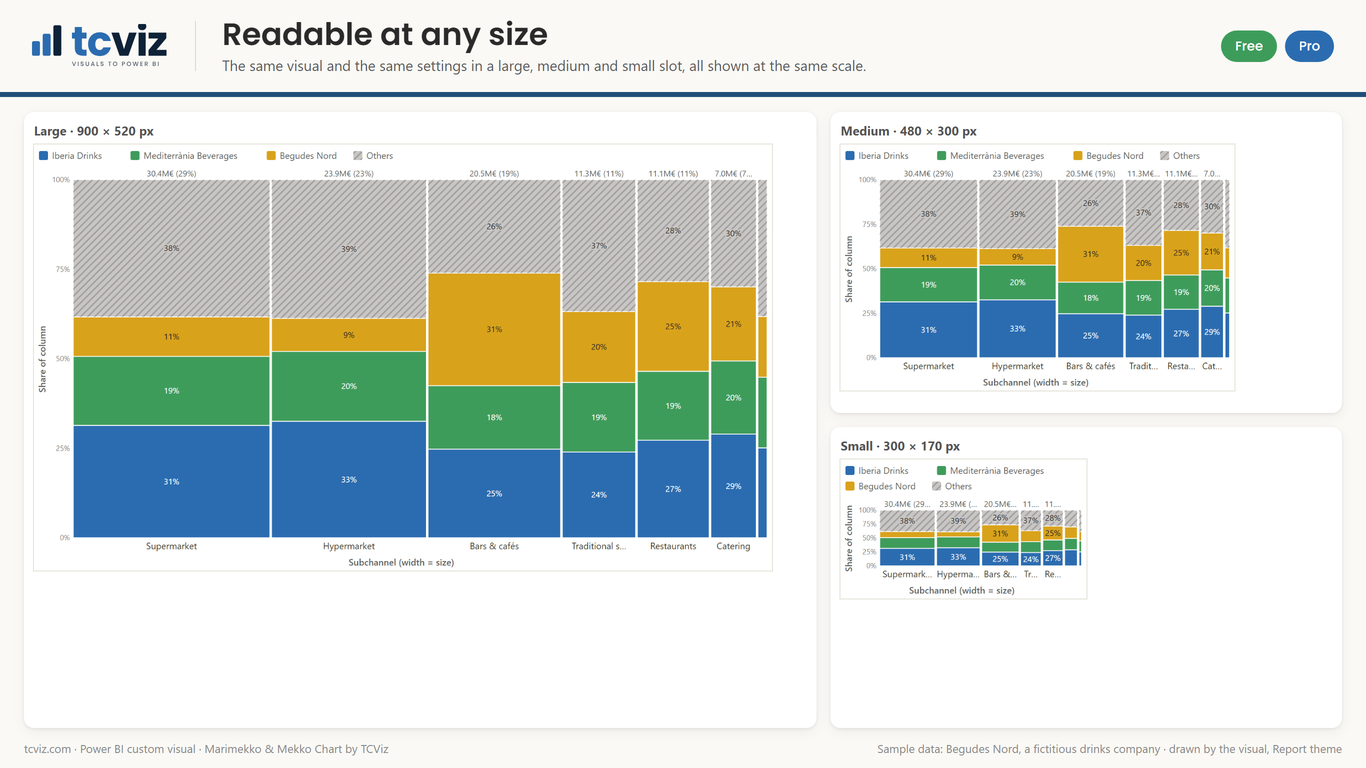 tcviz
VISUALS TO POWER BI
Readable at any size
The same visual and the same settings in a large, medium and small slot, all shown at the same scale.
Free
Pro
Large · 900 × 520 px
Iberia Drinks
Mediterrània Beverages
Begudes Nord
Others
30.4M€ (29%)
23.9M€ (23%)
20.5M€ (19%)
11.3M€ (11%)
11.1M€ (11%)
7.0M€ (7...
100%
75%
50%
25%
0%
Share of column
38%
39%
26%
37%
28%
30%
11%
9%
31%
20%
25%
21%
19%
20%
18%
19%
19%
20%
31%
33%
25%
24%
27%
29%
Supermarket
Hypermarket
Bars & cafés
Traditional s...
Restaurants
Catering
Subchannel (width = size)
Medium · 480 × 300 px
Iberia Drinks
Mediterrània Beverages
Begudes Nord
Others
30.4M€ (29%)
23.9M€ (23%)
20.5M€ (19%)
11.3M€...
11.1M€...
7.0...
100%
75%
50%
25%
0%
Share of column
38%
39%
26%
37%
28%
30%
11%
9%
31%
20%
25%
21%
19%
20%
18%
19%
19%
20%
31%
33%
25%
24%
27%
29%
Supermarket
Hypermarket
Bars & cafés
Tradit...
Resta...
Cat...
Subchannel (width = size)
Small · 300 × 170 px
Iberia Drinks
Mediterrània Beverages
Begudes Nord
Others
30.4M€ (29...
23.9M€ (...
20.5M€...
11....
11....
100%
75%
50%
25%
0%
Share of column
38%
39%
26%
37%
28%
31%
25%
31%
33%
25%
24%
27%
Supermark...
Hyperma...
Bars &...
Tr...
Re...
Subchannel (width = size)
tcviz.com · Power BI custom visual · Marimekko & Mekko Chart by TCViz
Sample data: Begudes Nord, a fictitious drinks company · drawn by the visual, Report theme